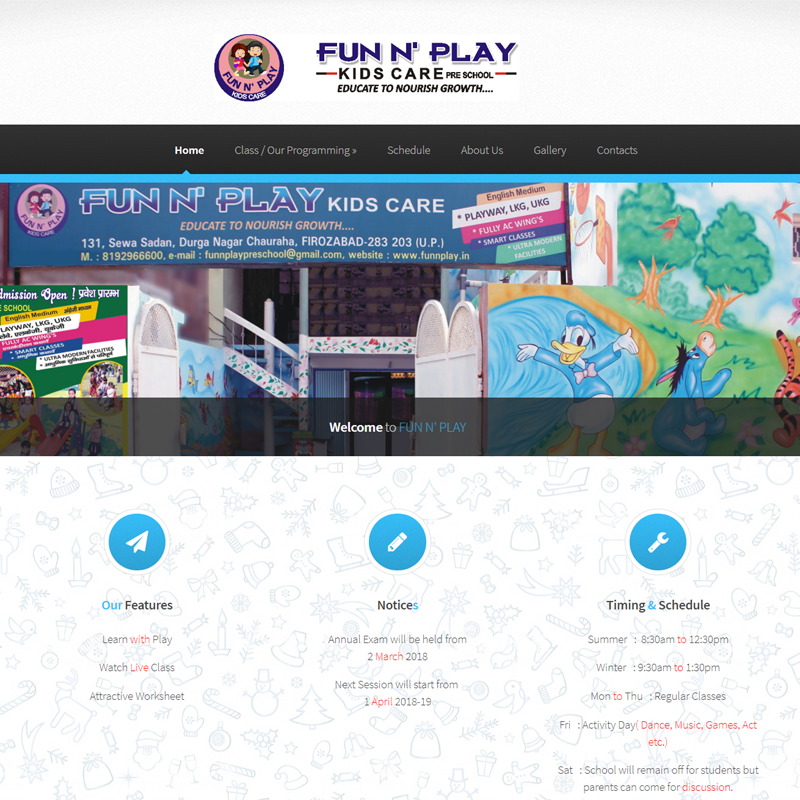 FUN N' PLAY
KIDS CARE
FUN N' PLAY
KIDS CARE PRE SCHOOL
EDUCATE TO NOURISH GROWTH....
Home Class / Our Programming » Schedule About Us Gallery Contacts
FUN N' PLAY
KIDS CARE
FUN N' PLAY KIDS CARE
EDUCATE TO NOURISH GROWTH....
131, Sewa Sadan, Durga Nagar Chauraha, FIROZABAD-283 203 (U.P.)
M. : 8192966600, e-mail : funnplaypreschool@gmail.com, website : www.funnplay.in
English Medium
* PLAYWAY, LKG, UKG
* FULLY AC WING'S
* SMART CLASSES
* ULTRA MODERN
FACILITIES
dmission Open ! प्रवेश प्रारम्भ
E SCHOOL
English Medium
PLAYWAY, LKG, UKG
FULLY AC WING'S
* SMART CLASSES
* ULTRA MODERN FACILITIES
Welcome to FUN N' PLAY
Our Features
Learn with Play
Watch Live Class
Attractive Worksheet
Notices
Annual Exam will be held from
2 March 2018
Next Session will start from
1 April 2018-19
Timing & Schedule
Summer : 8:30am to 12:30pm
Winter : 9:30am to 1:30pm
Mon to Thu : Regular Classes
Fri : Activity Day( Dance, Music, Games, Act
etc.)
Sat : School will remain off for students but
parents can come for discussion.